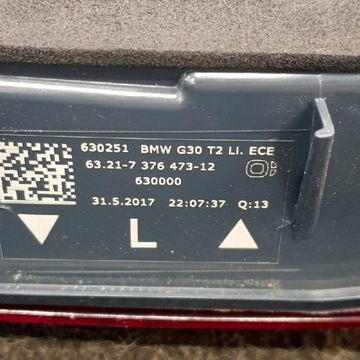 630251 BMW G30 T2 LI. ECE
63.21-7 376 473-12
630000
31.5.2017 22:07:37 Q:13
L